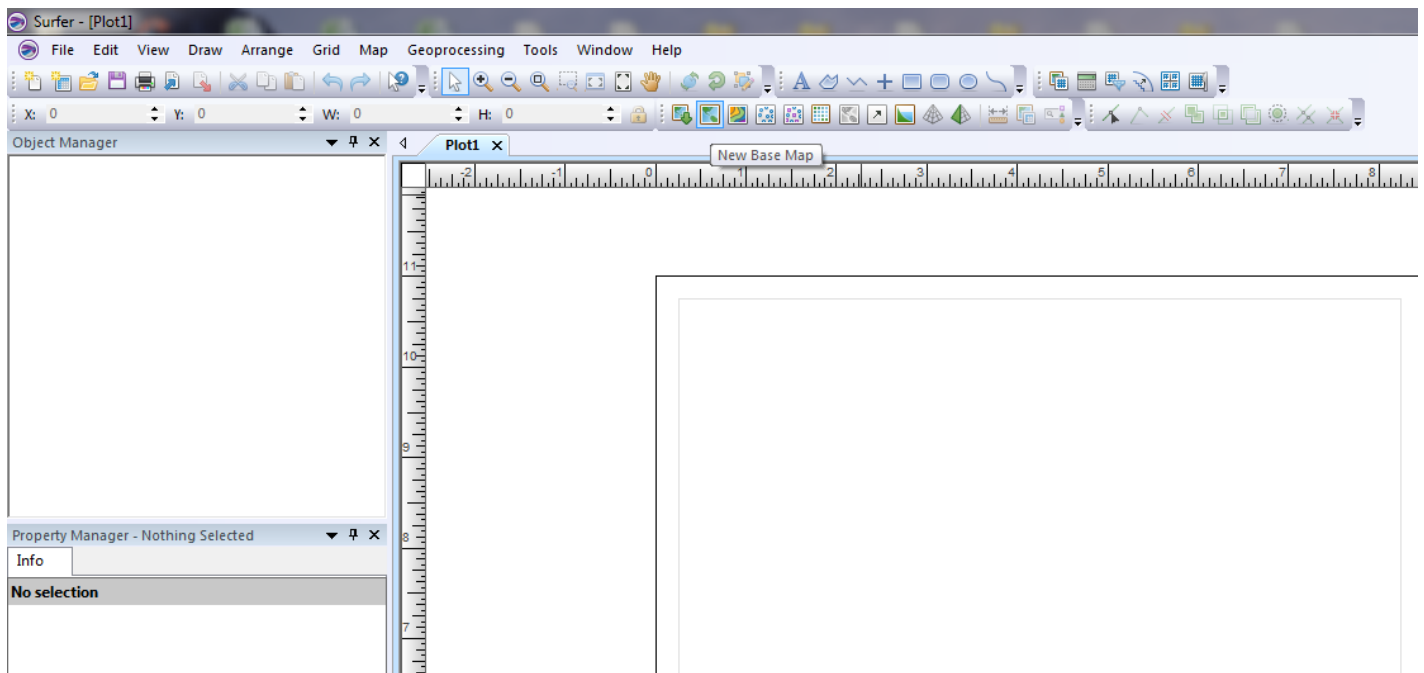 Surfer - [Plot1]
File Edit View Draw Arrange Grid Map Geoprocessing Tools Window Help
X: 0 Y: 0 W: 0 H: 0
Object Manager
Plot1
New Base Map
-2 -1 0 1 2 3 4 5 6 7 8
11
10
9
8
7
Property Manager - Nothing Selected
Info
No selection